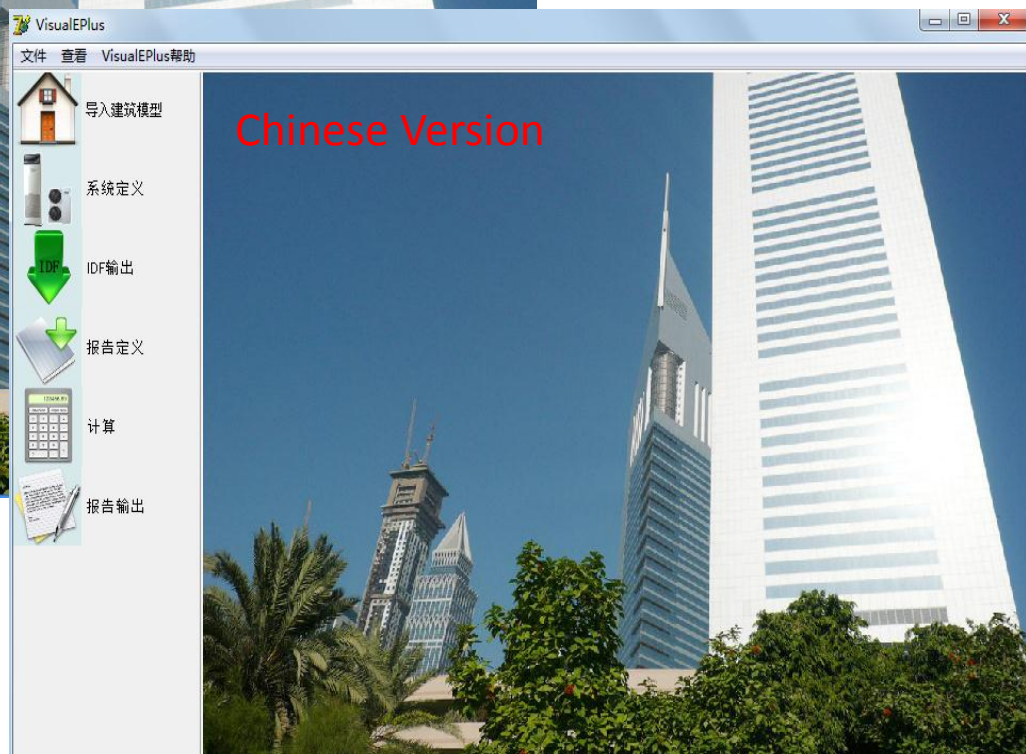 VisualEPlus
文件 查看 VisualEPlus帮助
导入建筑模型
Chinese Version
系统定义
IDF
IDF输出
报告定义
计算
报告输出